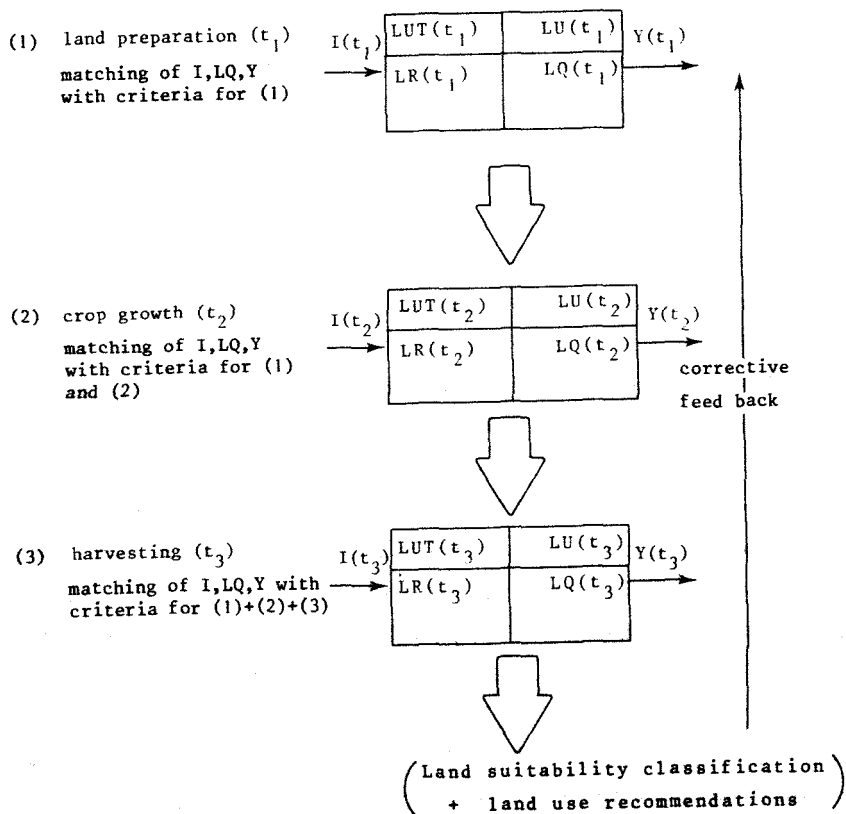 (1) land preparation (t₁)
matching of I,LQ,Y
with criteria for (1)
I(t₁)
LUT(t₁) LU(t₁)
LR(t₁) LQ(t₁)
Y(t₁)
(2) crop growth (t₂)
matching of I,LQ,Y
with criteria for (1)
and (2)
I(t₂)
LUT(t₂) LU(t₂)
LR(t₂) LQ(t₂)
Y(t₂)
corrective
feed back
(3) harvesting (t₃)
matching of I,LQ,Y with
criteria for (1)+(2)+(3)
I(t₃)
LUT(t₃) LU(t₃)
LR(t₃) LQ(t₃)
Y(t₃)
(Land suitability classification
+ land use recommendations)